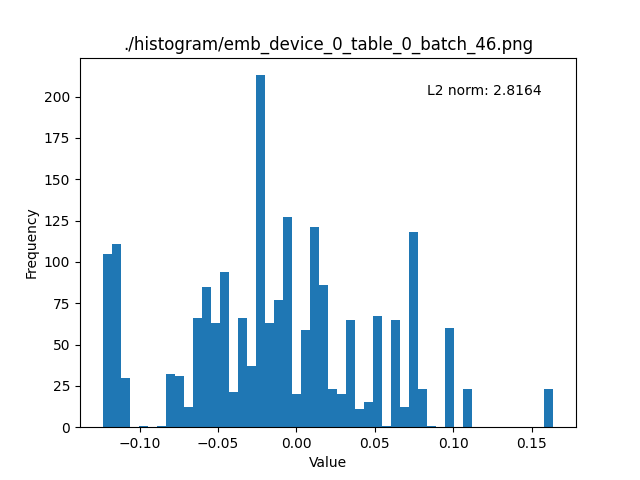 ./histogram/emb_device_0_table_0_batch_46.png
L2 norm: 2.8164
200
175
150
125
100
75
50
25
0
Frequency
−0.10 −0.05 0.00 0.05 0.10 0.15
Value